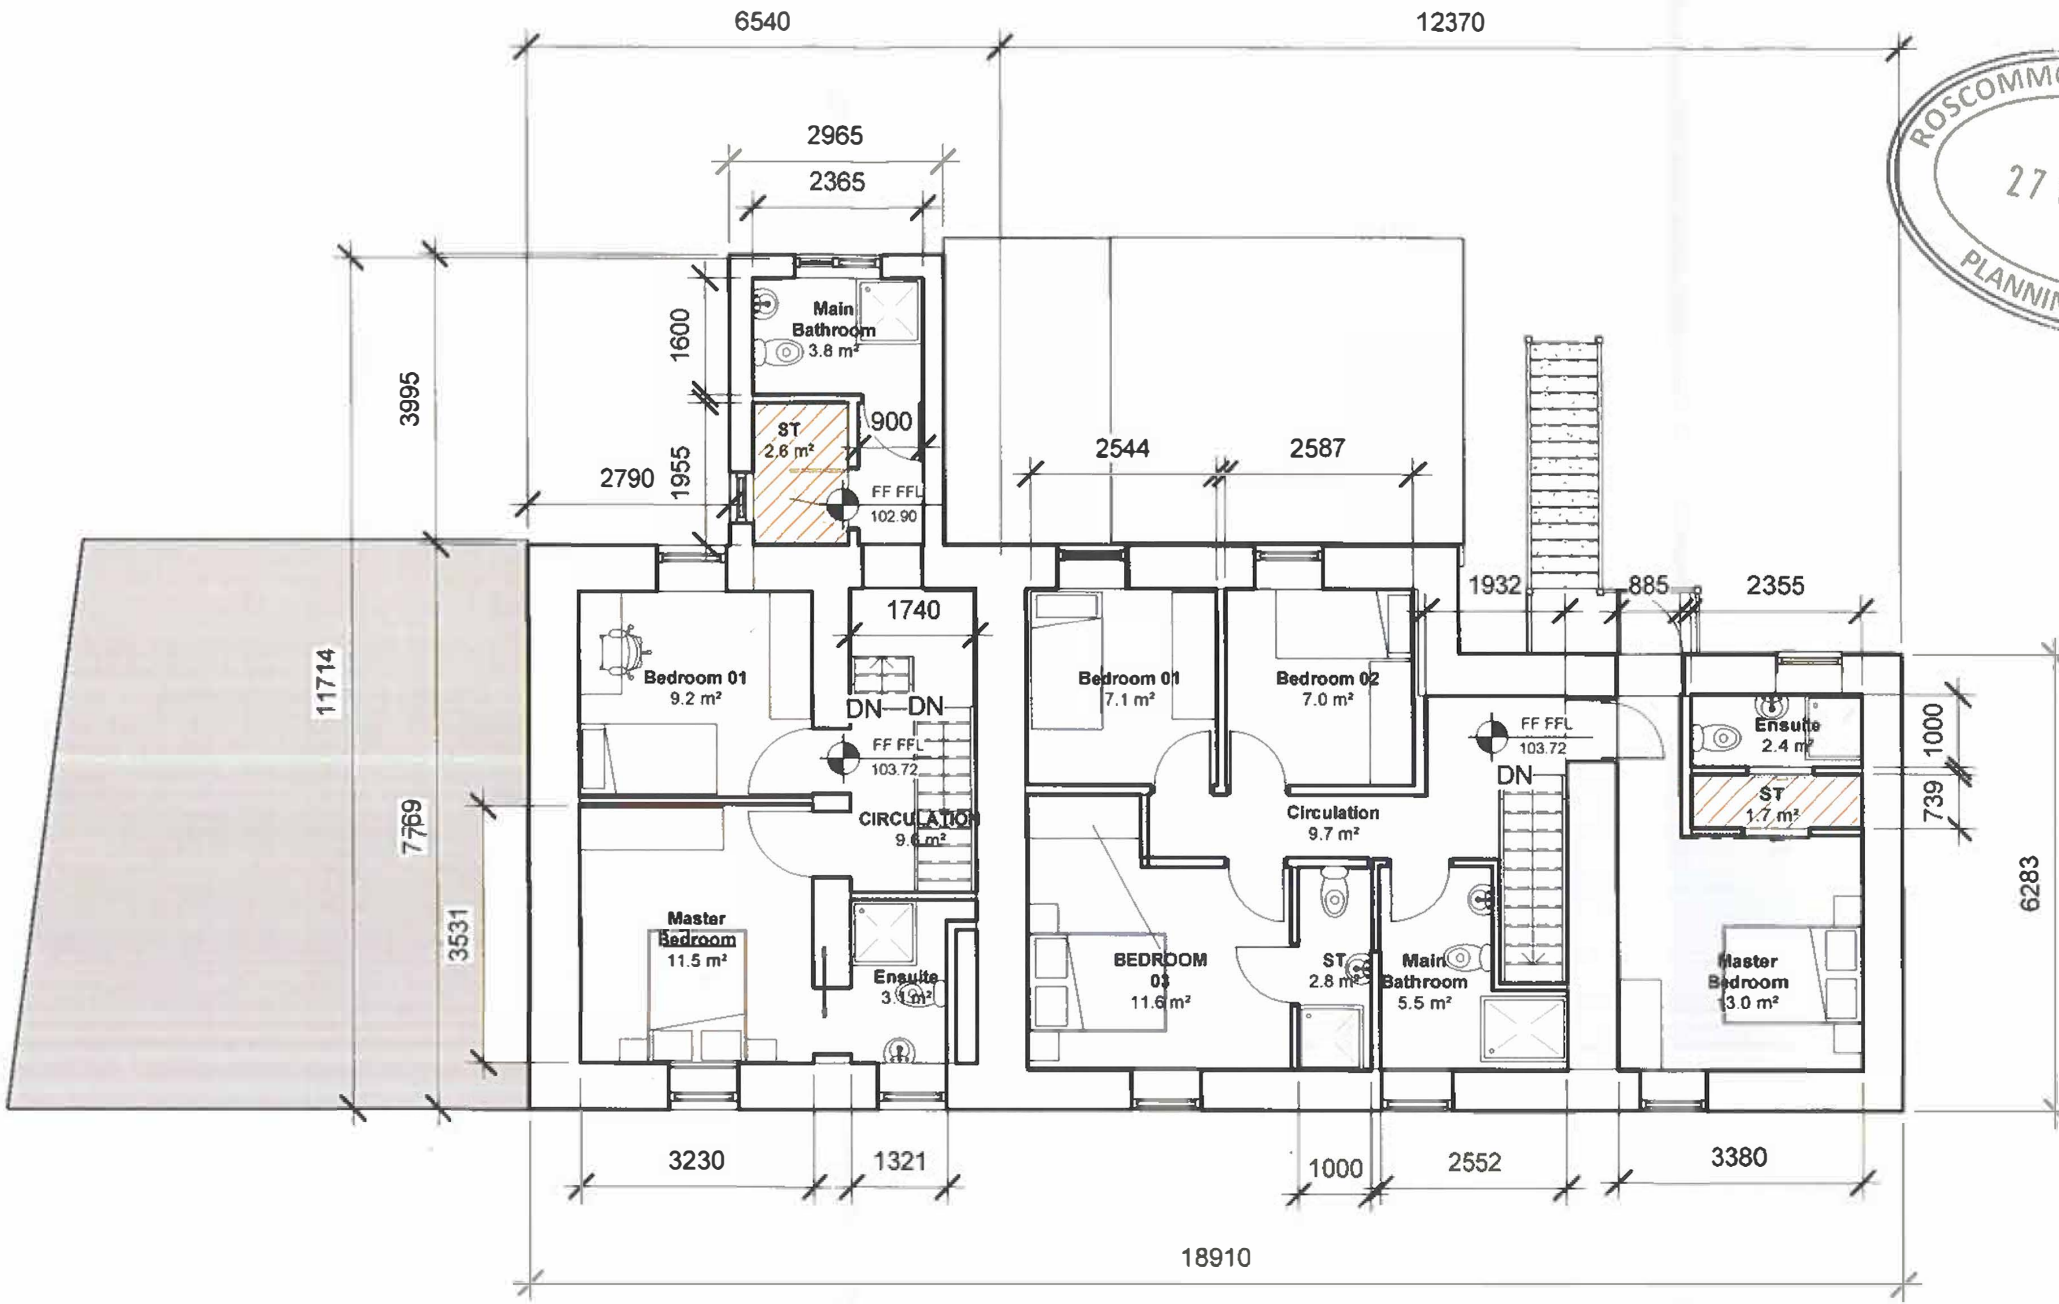 6540
12370
2965
2365
ROSCOMMO
27
PLANNIN
Main
Bathroom
3.8 m²
1600
3995
ST
2.6 m²
900
1955
2790
FF FFL
102.90
2544
2587
1932
885
2355
11714
1740
Bedroom 01
9.2 m²
DN
DN
FF FFL
103.72
CIRCULATION
9.6 m²
Bedroom 01
7.1 m²
Bedroom 02
7.0 m²
FF FFL
103.72
DN
Circulation
9.7 m²
Ensuite
2.4 m²
1000
ST
1.7 m²
739
6283
3531
Master
Bedroom
11.5 m²
Ensuite
3.1 m²
BEDROOM
03
11.6 m²
ST
2.8 m²
Main
Bathroom
5.5 m²
Master
Bedroom
13.0 m²
3230
1321
1000
2552
3380
18910